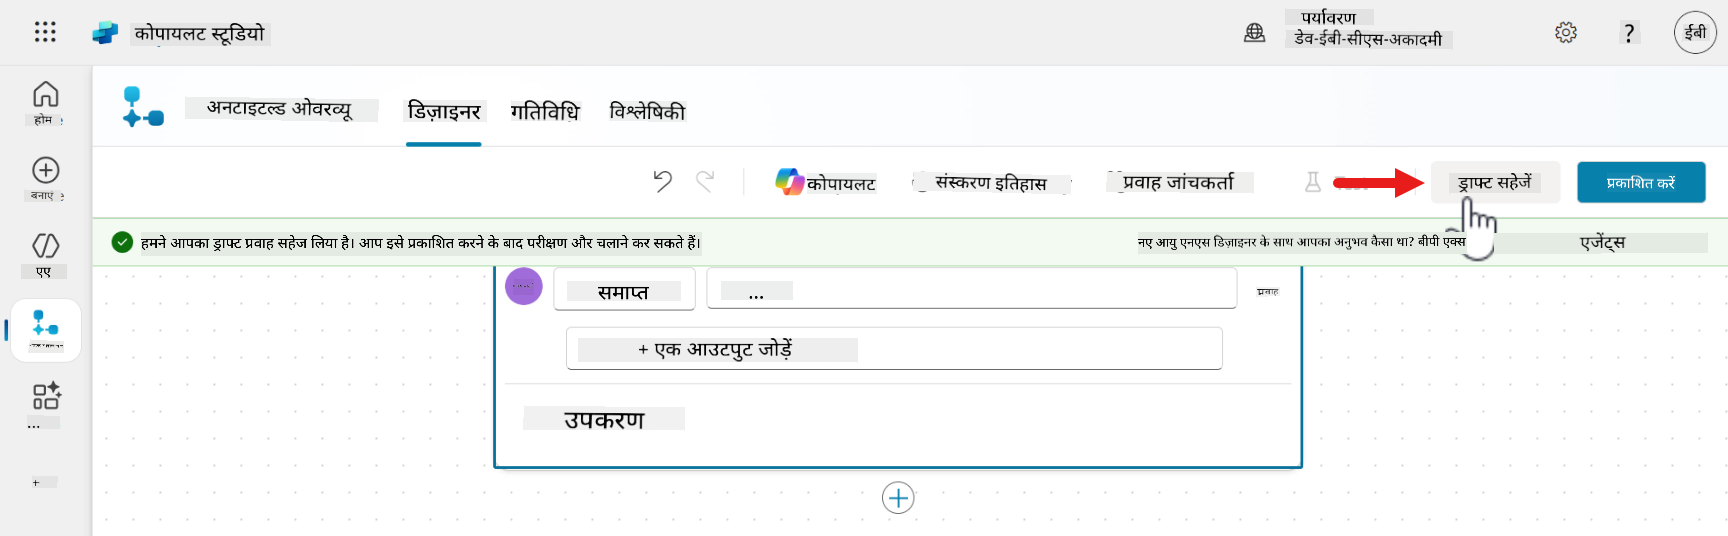 कोपायलट स्टूडियो
पर्यावरण
डेव-ईबी-सीएस-अकादमी
?
ईबी
होम
अनटाइटल्ड ओवरव्यू
डिज़ाइनर
गतिविधि
विश्लेषिकी
बनाएं
कोपायलट
संस्करण इतिहास
प्रवाह जांचकर्ता
ड्राफ्ट सहेजें
प्रकाशित करें
एए
हमने आपका ड्राफ्ट प्रवाह सहेज लिया है। आप इसे प्रकाशित करने के बाद परीक्षण और चलाने कर सकते हैं।
नए आयु एनएस डिज़ाइनर के साथ आपका अनुभव कैसा था? बीपी एक्स
एजेंट्स
समाप्त
...
प्रवाह
+ एक आउटपुट जोड़ें
उपकरण
...
+